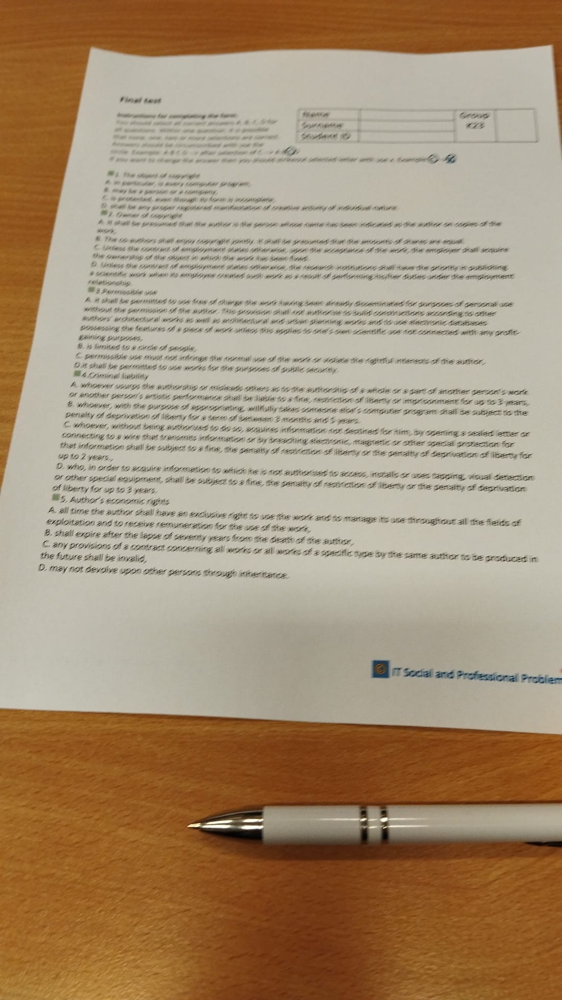 Final test
Instructions for completing the form:
You should select all correct answers A, B, C, D for
all questions. Within one question, it is possible
that none, one, two or more selections are correct.
Answers should be circumscribed with use the
circle. Example: A B C D -> after selection of C -> A B
If you want to change the answer then you should strikeout selected letter with use x. Example
Name
Surname
Student ID
Group
K23
1. The object of copyright
A. in particular, is every computer program,
B. may be a person or a company,
C. is protected, even though its form is incomplete,
D. shall be any proper registered manifestation of creative activity of individual nature.
2. Owner of copyright
A. it shall be presumed that the author is the person whose name has been indicated as the author on copies of the
work,
B. The co-authors shall enjoy copyright jointly. It shall be presumed that the amounts of shares are equal.
C. Unless the contract of employment states otherwise, upon the acceptance of the work, the employer shall acquire
the ownership of the object in which the work has been fixed.
D. Unless the contract of employment states otherwise, the research institutions shall have the priority in publishing
a scientific work when its employee created such work as a result of performing his/her duties under the employment
relationship.
3.Permissible use
A. it shall be permitted to use free of charge the work having been already disseminated for purposes of personal use
without the permission of the author. This provision shall not authorize to build constructions according to other
authors' architectural works as well as architectural and urban planning works and to use electronic databases
possessing the features of a piece of work unless this applies to one's own scientific use not connected with any profit-
gaining purposes,
B. is limited to a circle of people,
C. permissible use must not infringe the normal use of the work or violate the rightful interests of the author,
D.it shall be permitted to use works for the purposes of public security.
4.Criminal liability
A. whoever usurps the authorship or misleads others as to the authorship of a whole or a part of another person's work
or another person's artistic performance shall be liable to a fine, restriction of liberty or imprisonment for up to 3 years,
B. whoever, with the purpose of appropriating, willfully takes someone else's computer program shall be subject to the
penalty of deprivation of liberty for a term of between 3 months and 5 years.
C. whoever, without being authorized to do so, acquires information not destined for him, by opening a sealed letter or
connecting to a wire that transmits information or by breaching electronic, magnetic or other special protection for
that information shall be subject to a fine, the penalty of restriction of liberty or the penalty of deprivation of liberty for
up to 2 years.,
D. who, in order to acquire information to which he is not authorized to access, installs or uses tapping, visual detection
or other special equipment, shall be subject to a fine, the penalty of restriction of liberty or the penalty of deprivation
of liberty for up to 3 years.
5. Author's economic rights
A. all time the author shall have an exclusive right to use the work and to manage its use throughout all the fields of
exploitation and to receive remuneration for the use of the work,
B. shall expire after the lapse of seventy years from the death of the author,
C. any provisions of a contract concerning all works or all works of a specific type by the same author to be produced in
the future shall be invalid,
D. may not devolve upon other persons through inheritance.
IT Social and Professional Problem